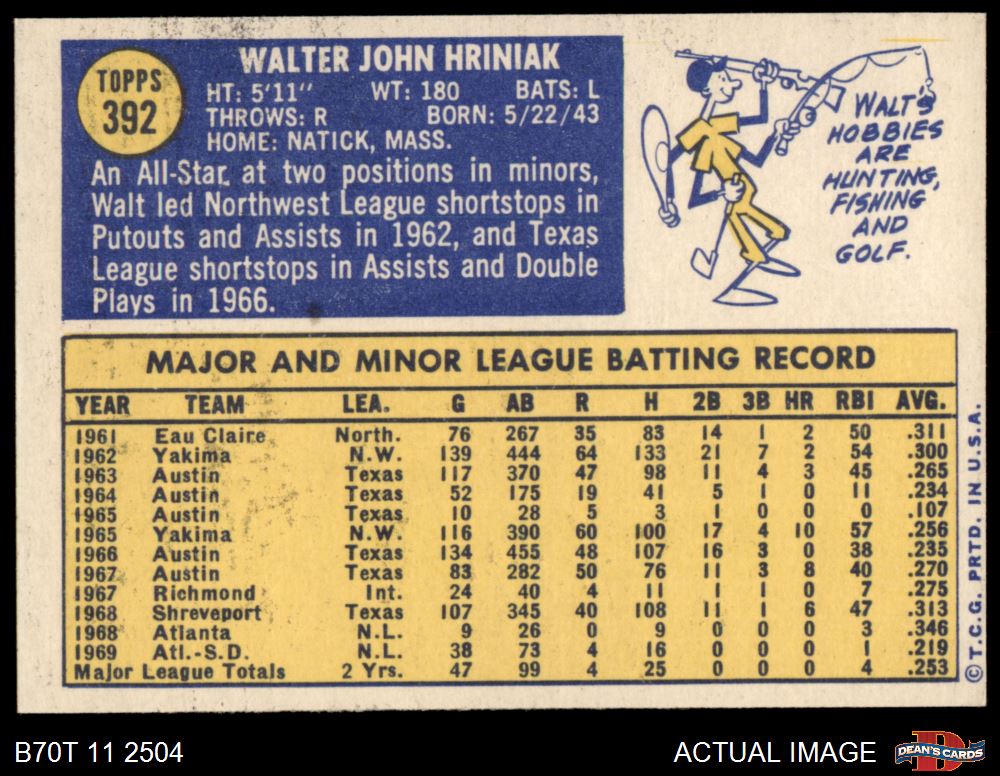 TOPPS
392
WALTER JOHN HRINIAK
HT: 5'11" WT: 180 BATS: L
THROWS: R BORN: 5/22/43
HOME: NATICK, MASS.
An All-Star at two positions in minors,
Walt led Northwest League shortstops in
Putouts and Assists in 1962, and Texas
League shortstops in Assists and Double
Plays in 1966.
WALT'S
HOBBIES
ARE
HUNTING,
FISHING
AND
GOLF.
MAJOR AND MINOR LEAGUE BATTING RECORD
YEAR TEAM LEA. G AB R H 2B 3B HR RBI AVG.
1961 Eau Claire North. 76 267 35 83 14 1 2 50 .311
1962 Yakima N.W. 139 444 64 133 21 7 2 54 .300
1963 Austin Texas 117 370 47 98 11 4 3 45 .265
1964 Austin Texas 52 175 19 41 5 1 0 11 .234
1965 Austin Texas 10 28 5 3 1 0 0 0 .107
1965 Yakima N.W. 116 390 60 100 17 4 10 57 .256
1966 Austin Texas 134 455 48 107 16 3 0 38 .235
1967 Austin Texas 83 282 50 76 11 3 8 40 .270
1967 Richmond Int. 24 40 4 11 1 1 0 7 .275
1968 Shreveport Texas 107 345 40 108 11 1 6 47 .313
1968 Atlanta N.L. 9 26 0 9 0 0 0 3 .346
1969 Atl.-S.D. N.L. 38 73 4 16 0 0 0 1 .219
Major League Totals 2 Yrs. 47 99 4 25 0 0 0 4 .253
©T.C.G. PRTD. IN U.S.A.
B70T 11 2504
ACTUAL IMAGE
D
DEAN'S CARDS